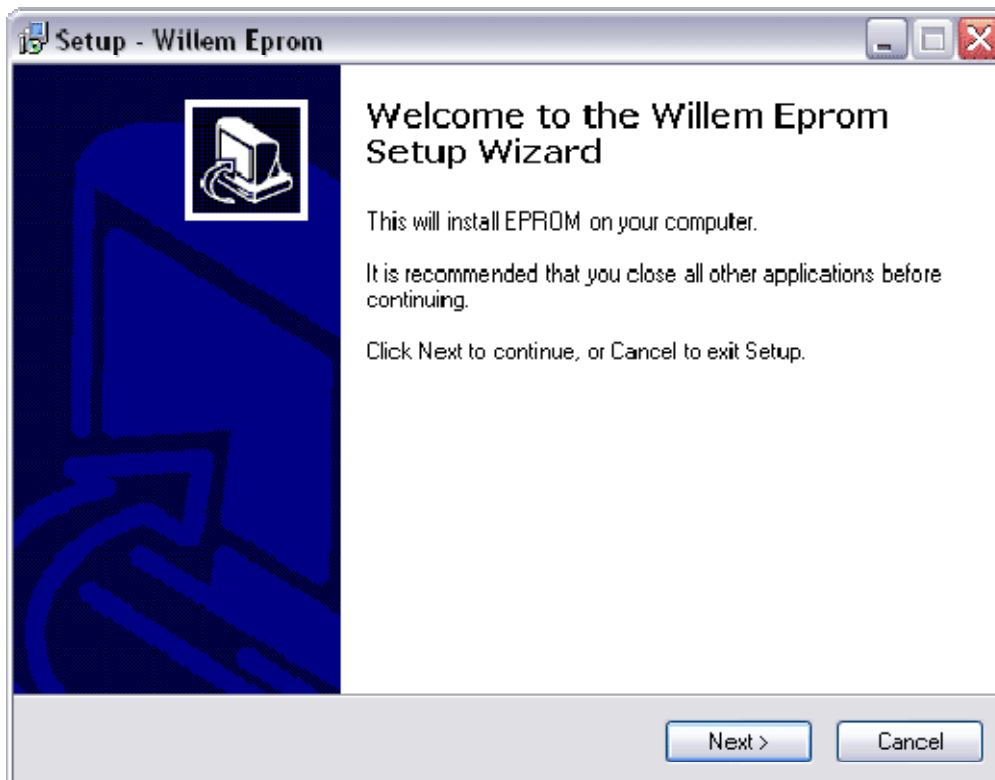 Setup - Willem Eprom
Welcome to the Willem Eprom
Setup Wizard
This will install EPROM on your computer.
It is recommended that you close all other applications before
continuing.
Click Next to continue, or Cancel to exit Setup.
Next >
Cancel